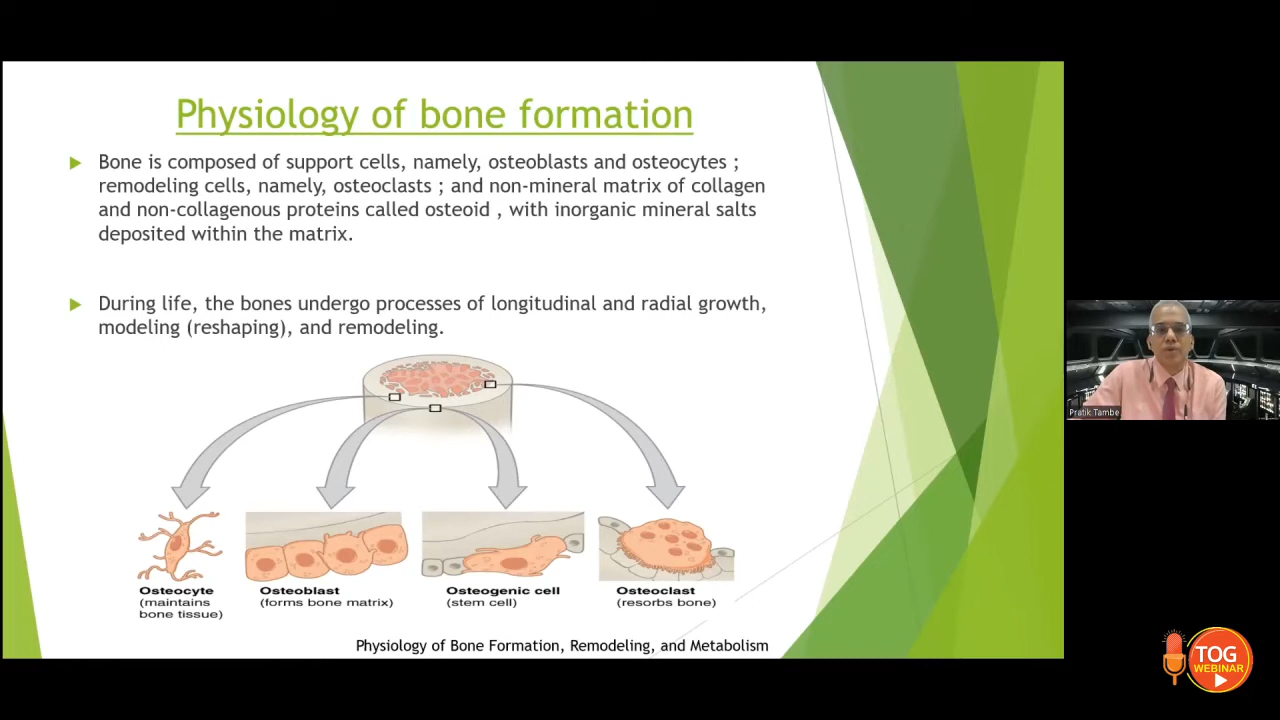 Physiology of bone formation
Bone is composed of support cells, namely, osteoblasts and osteocytes ;
remodeling cells, namely, osteoclasts ; and non-mineral matrix of collagen
and non-collagenous proteins called osteoid , with inorganic mineral salts
deposited within the matrix.
During life, the bones undergo processes of longitudinal and radial growth,
modeling (reshaping), and remodeling.
Osteocyte
(maintains
bone tissue)
Osteoblast
(forms bone matrix)
Osteogenic cell
(stem cell)
Osteoclast
(resorbs bone)
Physiology of Bone Formation, Remodeling, and Metabolism
Pratik Tambe
TOG
WEBINAR